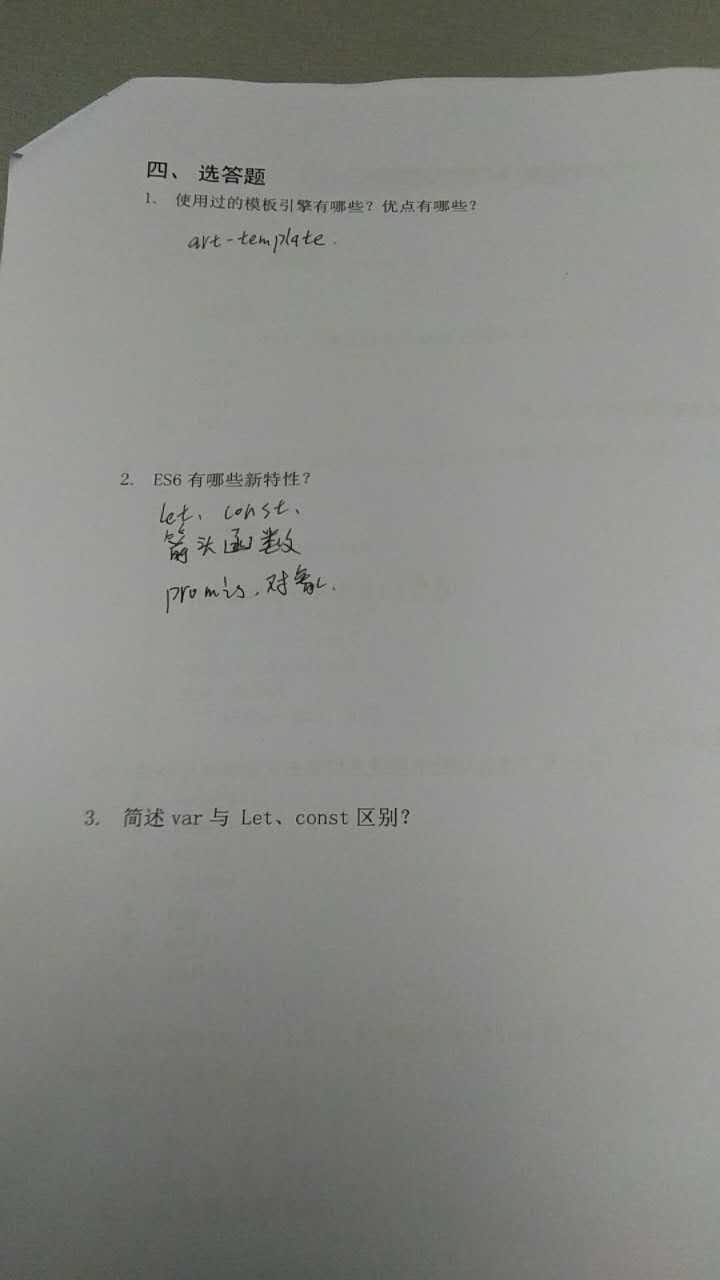 四、 选答题
1、 使用过的模板引擎有哪些？优点有哪些？
art-template.
2. ES6 有哪些新特性？
let、const、
箭头函数
promis、对象.
3. 简述 var 与 Let、const 区别？